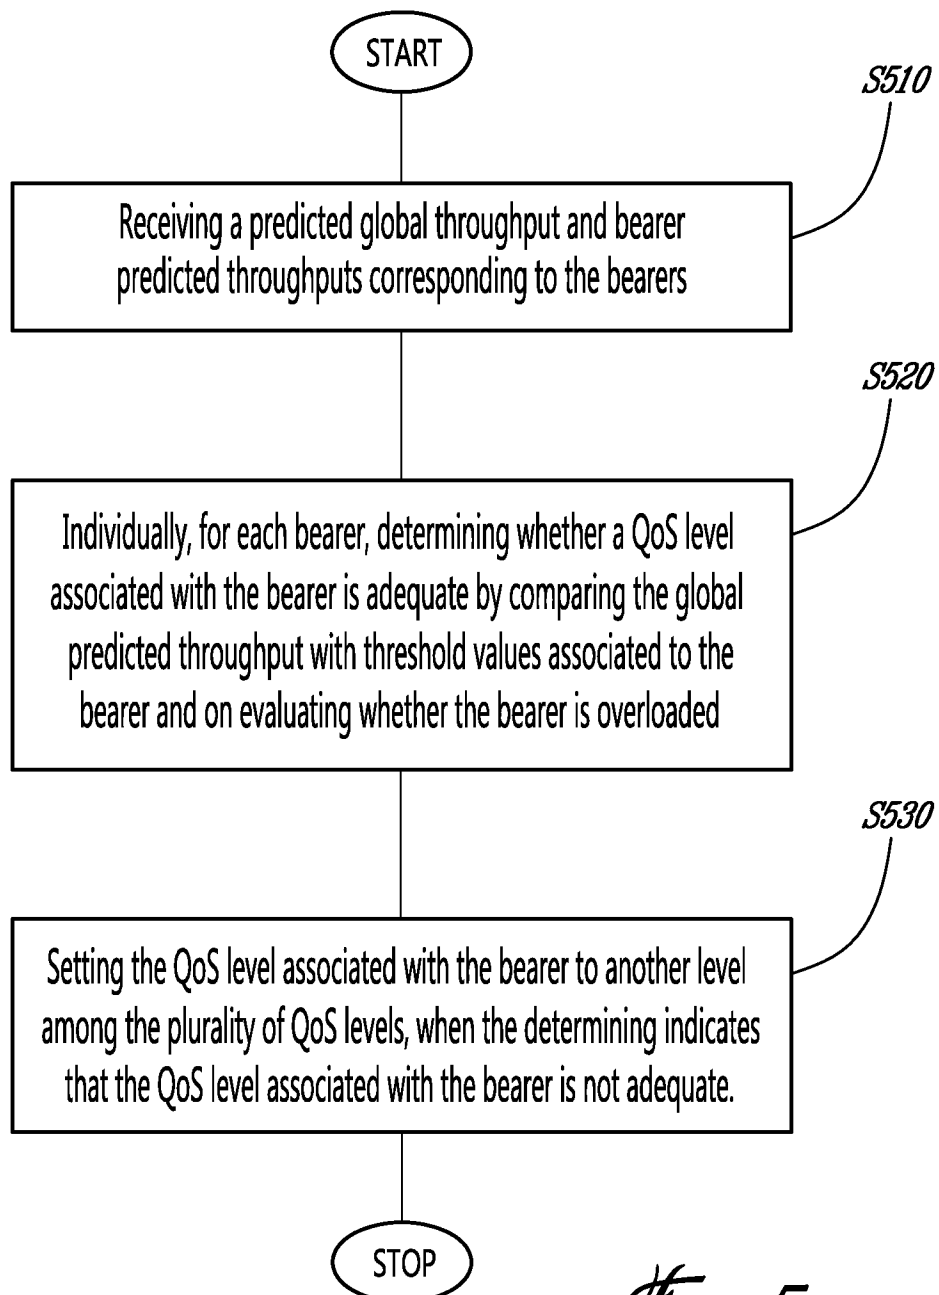 START
S510
Receiving a predicted global throughput and bearer
predicted throughputs corresponding to the bearers
S520
Individually, for each bearer, determining whether a QoS level
associated with the bearer is adequate by comparing the global
predicted throughput with threshold values associated to the
bearer and on evaluating whether the bearer is overloaded
S530
Setting the QoS level associated with the bearer to another level
among the plurality of QoS levels, when the determining indicates
that the QoS level associated with the bearer is not adequate.
STOP